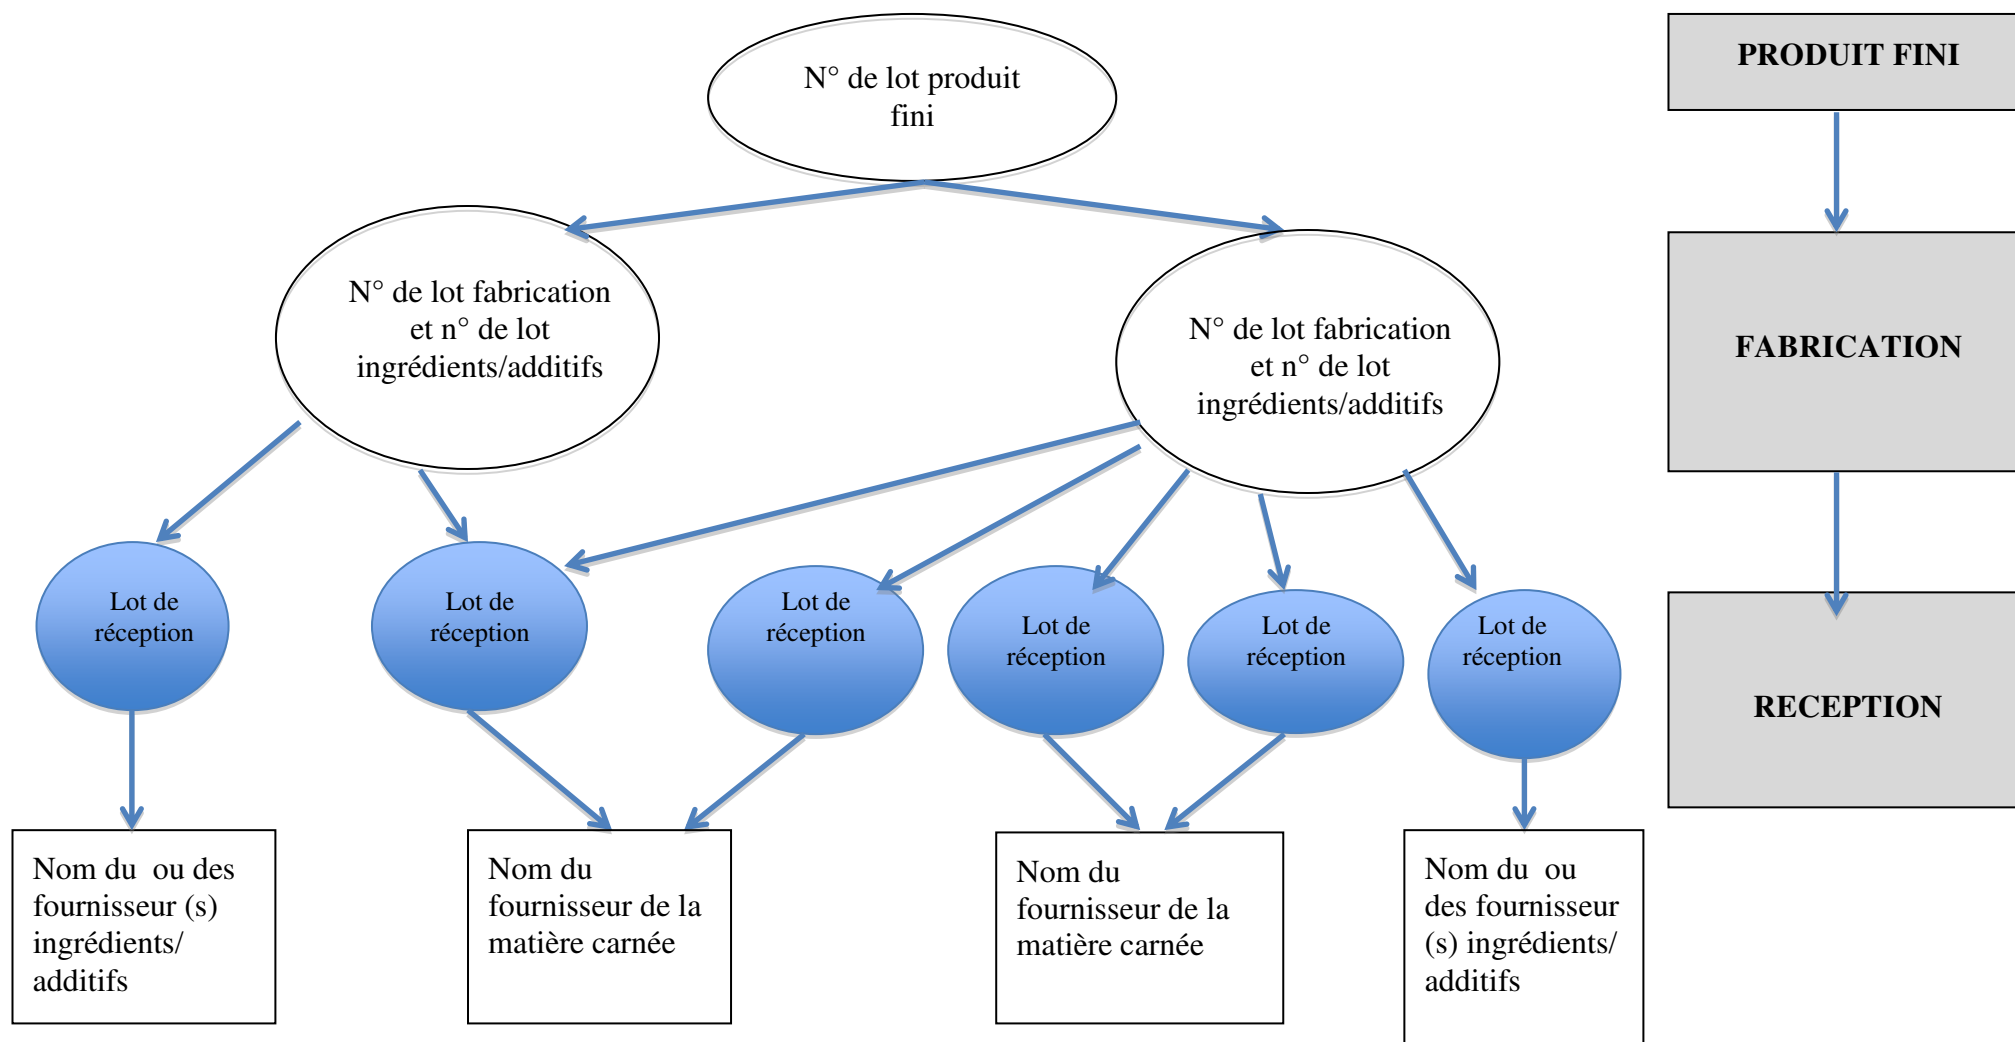 N° de lot produit
fini
PRODUIT FINI
N° de lot fabrication
et n° de lot
ingrédients/additifs
N° de lot fabrication
et n° de lot
ingrédients/additifs
FABRICATION
Lot de
réception
Lot de
réception
Lot de
réception
Lot de
réception
Lot de
réception
Lot de
réception
RECEPTION
Nom du  ou des
fournisseur (s)
ingrédients/
additifs
Nom du
fournisseur de la
matière carnée
Nom du
fournisseur de la
matière carnée
Nom du  ou
des fournisseur
(s) ingrédients/
additifs